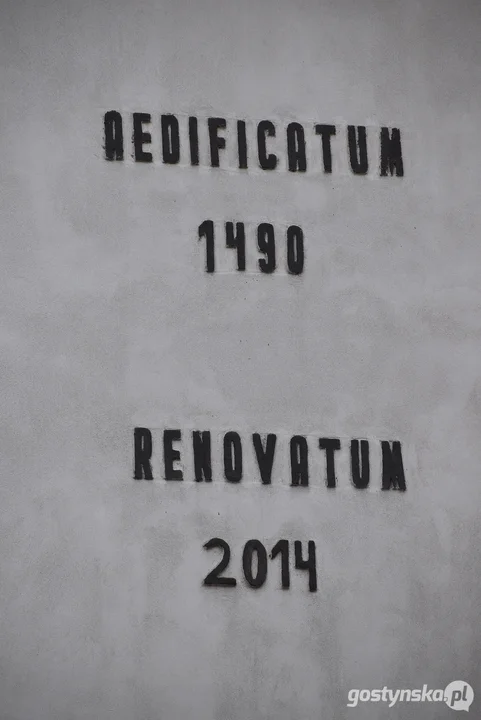 AEDIFICATUM
1490
RENOVATUM
2014
gostynska.pl